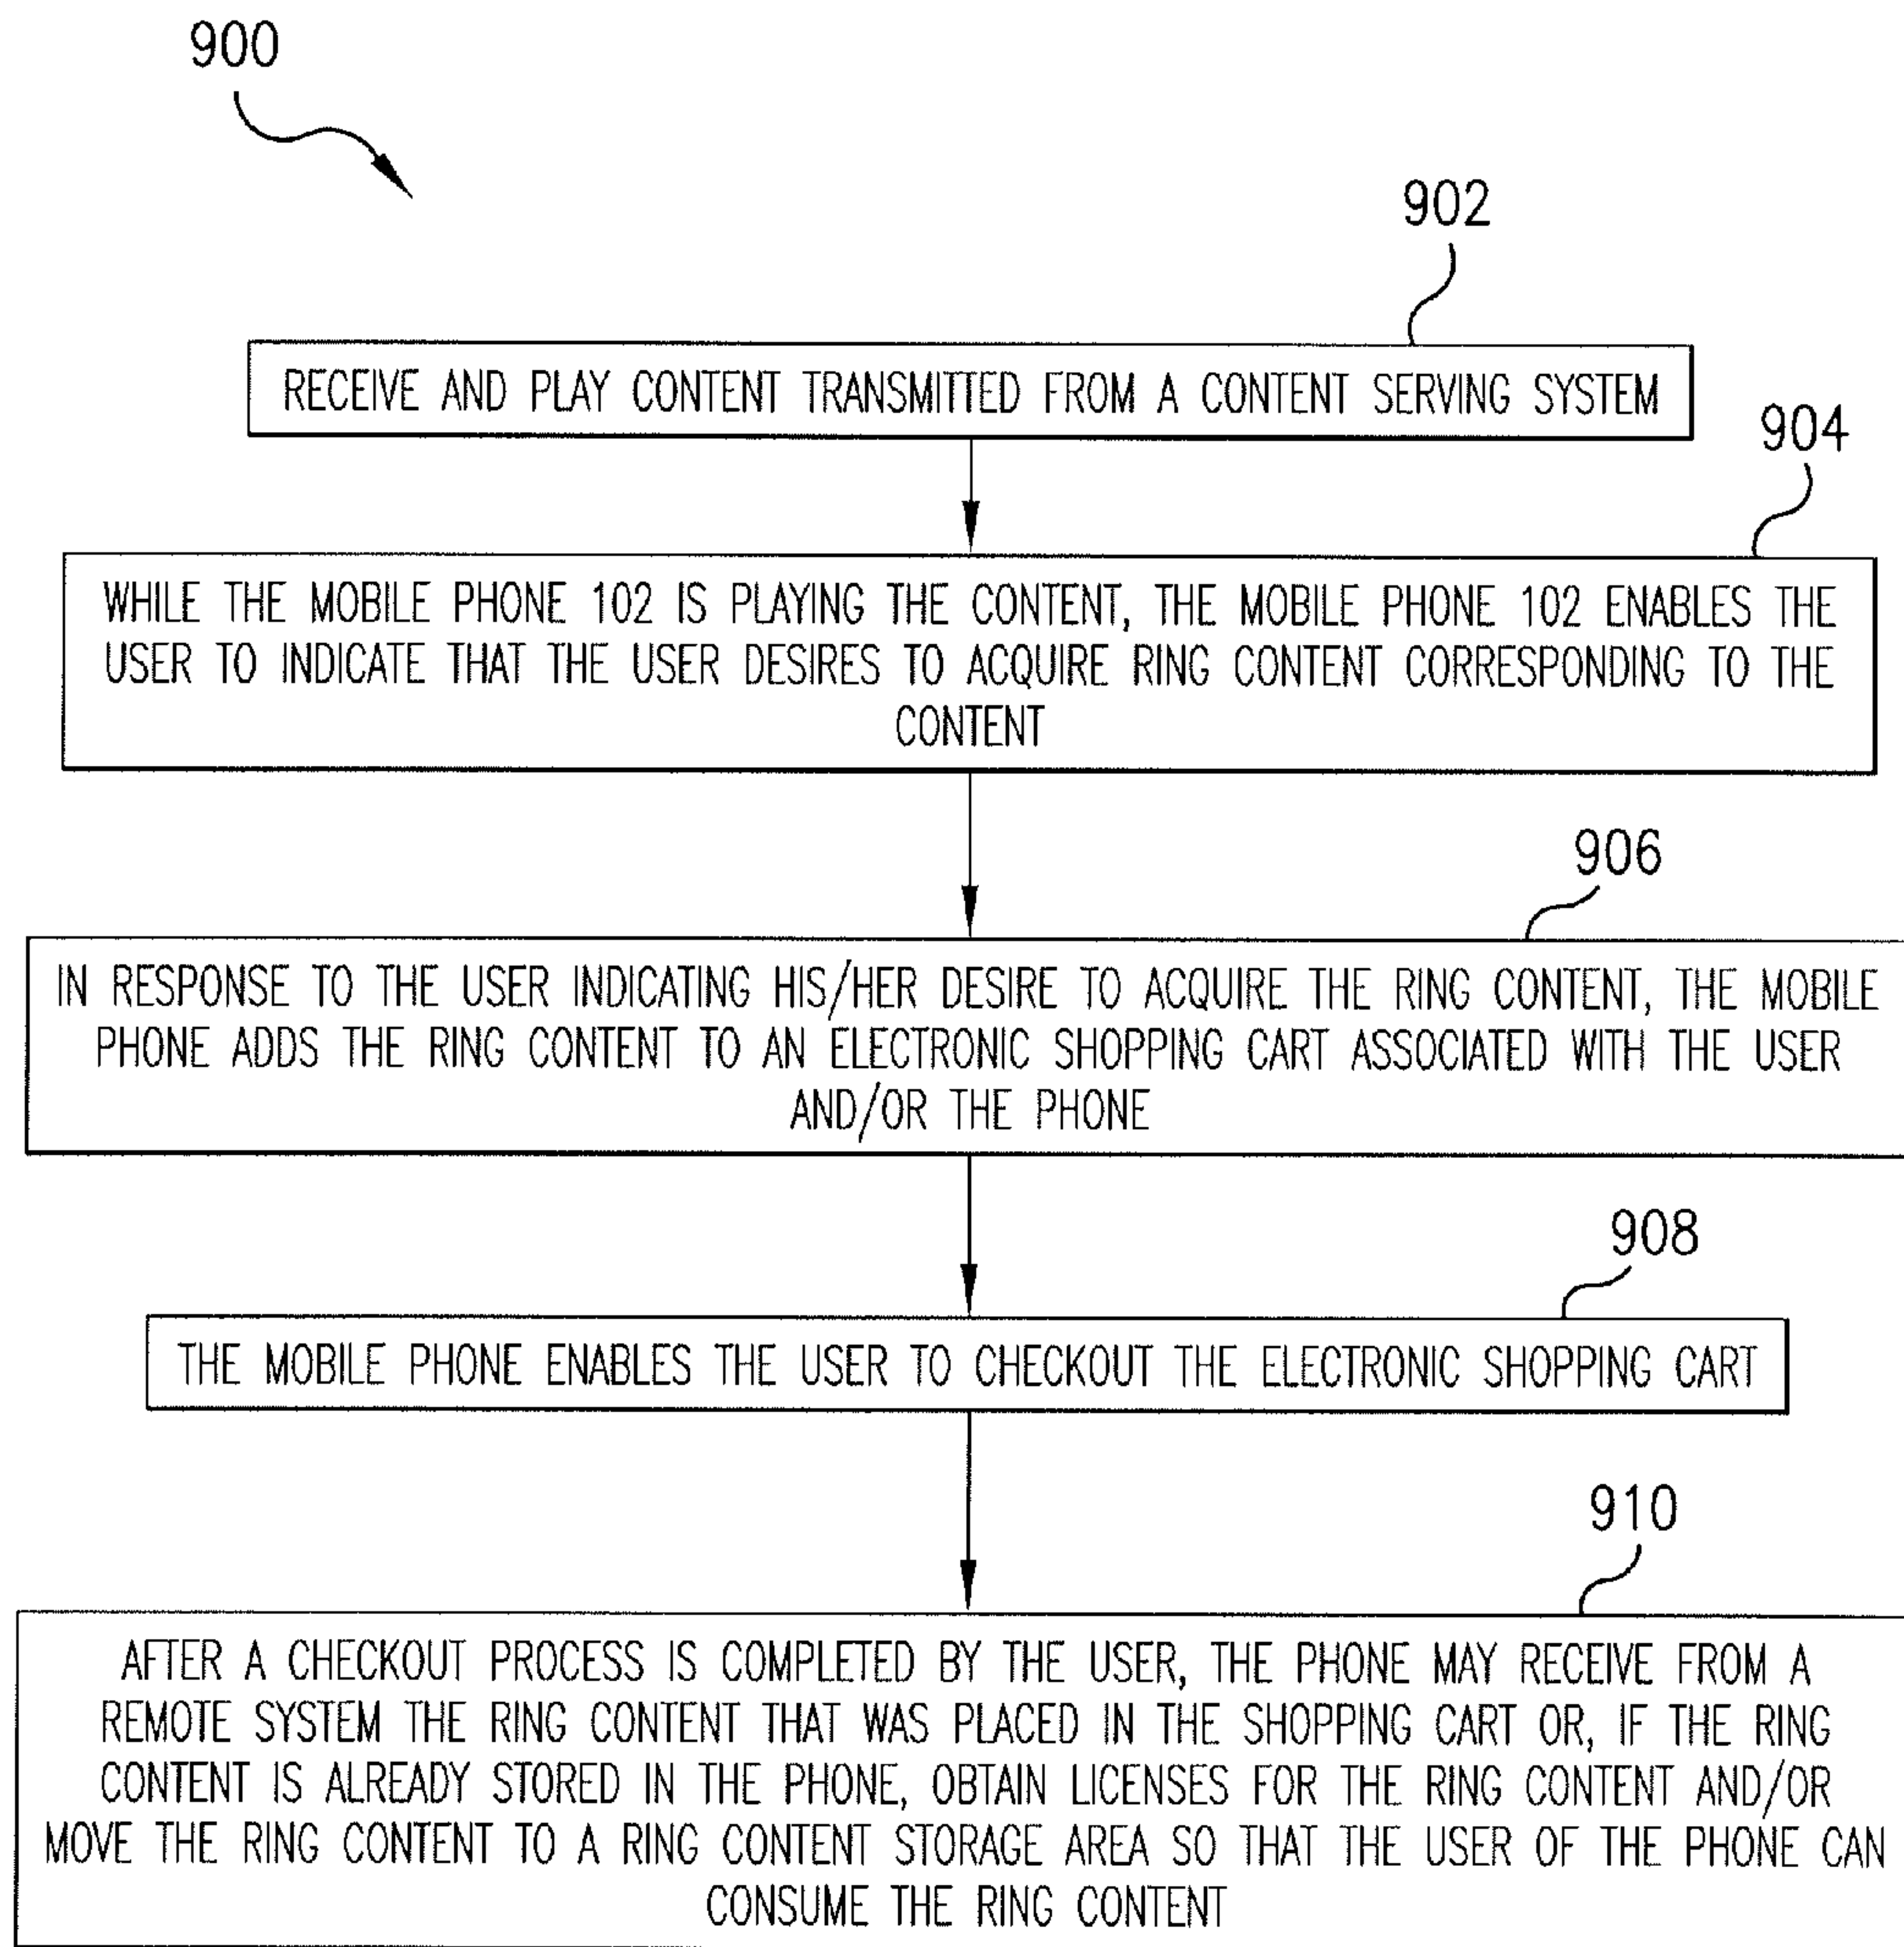 900
902
RECEIVE AND PLAY CONTENT TRANSMITTED FROM A CONTENT SERVING SYSTEM
904
WHILE THE MOBILE PHONE 102 IS PLAYING THE CONTENT, THE MOBILE PHONE 102 ENABLES THE
USER TO INDICATE THAT THE USER DESIRES TO ACQUIRE RING CONTENT CORRESPONDING TO THE
CONTENT
906
IN RESPONSE TO THE USER INDICATING HIS/HER DESIRE TO ACQUIRE THE RING CONTENT, THE MOBILE
PHONE ADDS THE RING CONTENT TO AN ELECTRONIC SHOPPING CART ASSOCIATED WITH THE USER
AND/OR THE PHONE
908
THE MOBILE PHONE ENABLES THE USER TO CHECKOUT THE ELECTRONIC SHOPPING CART
910
AFTER A CHECKOUT PROCESS IS COMPLETED BY THE USER, THE PHONE MAY RECEIVE FROM A
REMOTE SYSTEM THE RING CONTENT THAT WAS PLACED IN THE SHOPPING CART OR, IF THE RING
CONTENT IS ALREADY STORED IN THE PHONE, OBTAIN LICENSES FOR THE RING CONTENT AND/OR
MOVE THE RING CONTENT TO A RING CONTENT STORAGE AREA SO THAT THE USER OF THE PHONE CAN
CONSUME THE RING CONTENT